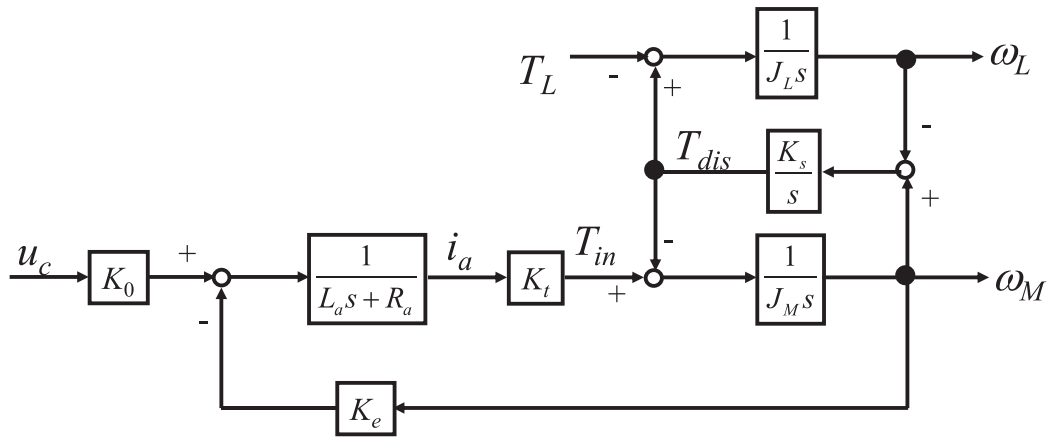 T_L
-
+
1
J_L s
ω_L
-
T_dis
K_s
s
+
u_c
K_0
+
-
1
L_a s + R_a
i_a
K_t
T_in
-
+
1
J_M s
ω_M
K_e